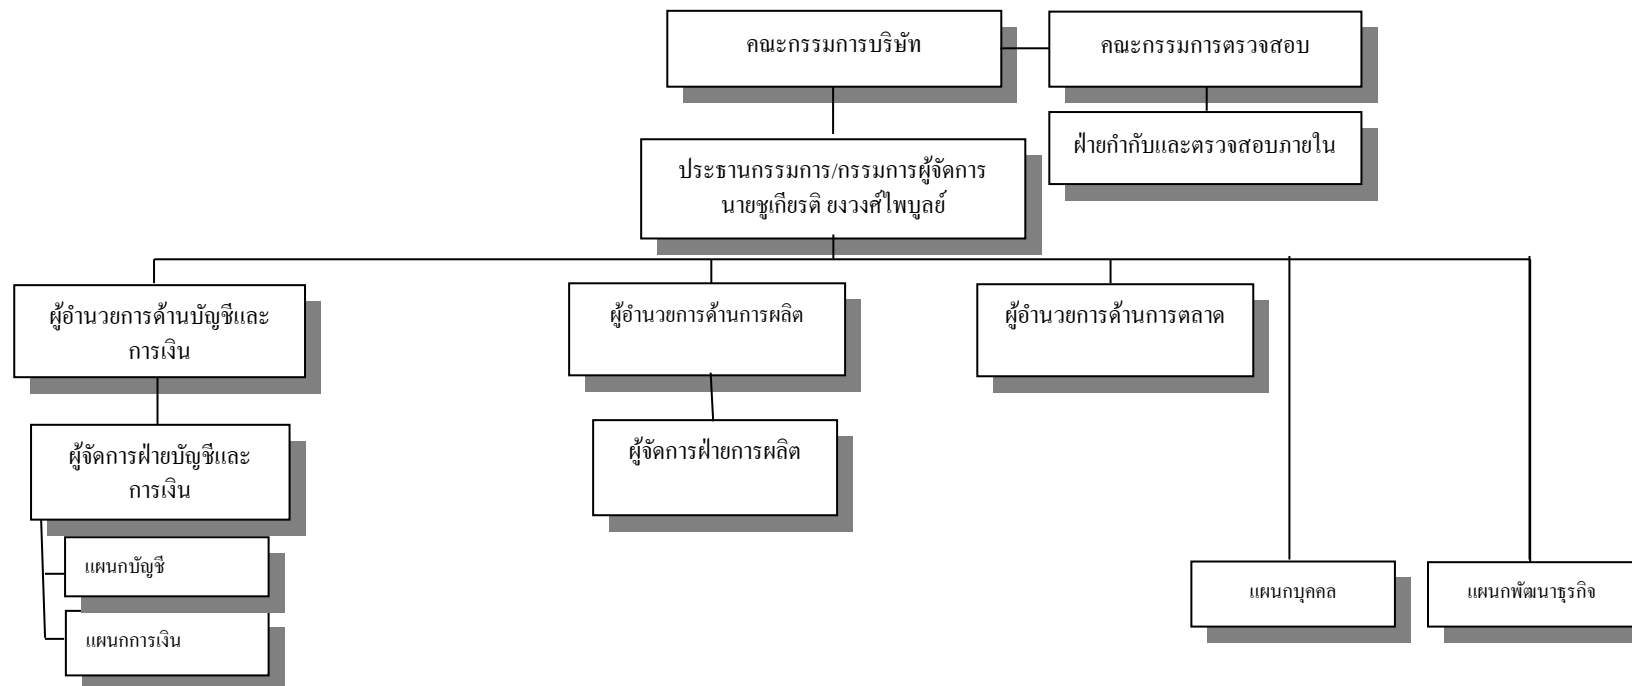 คณะกรรมการบริษัท
คณะกรรมการตรวจสอบ
ฝ่ายกำกับและตรวจสอบภายใน
ประธานกรรมการ/กรรมการผู้จัดการ
นายชูเกียรติ ยงวงศ์ไพบูลย์
ผู้อำนวยการด้านบัญชีและ
การเงิน
ผู้อำนวยการด้านการผลิต
ผู้อำนวยการด้านการตลาด
ผู้จัดการฝ่ายบัญชีและ
การเงิน
ผู้จัดการฝ่ายการผลิต
แผนกบัญชี
แผนกการเงิน
แผนกบุคคล
แผนกพัฒนาธุรกิจ